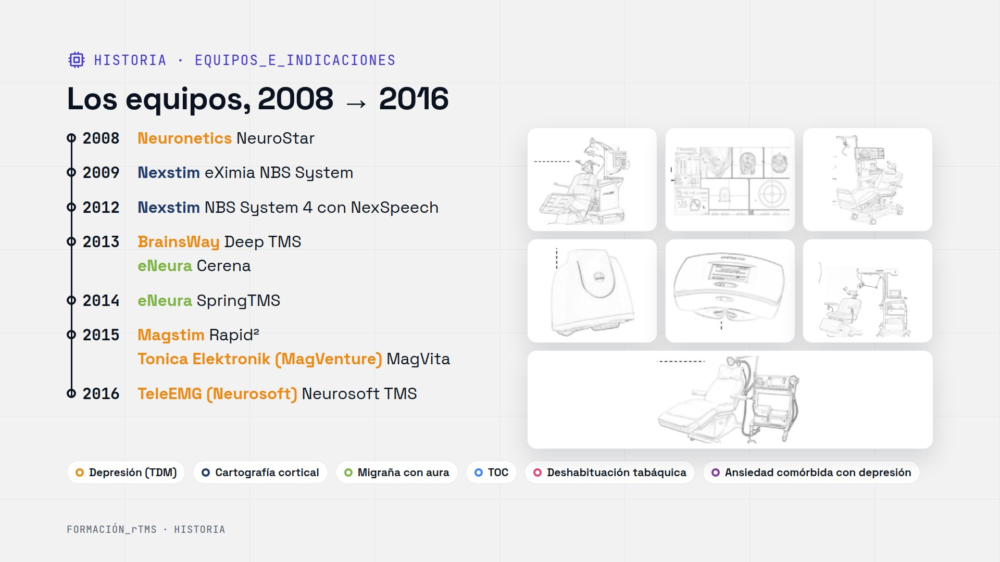 HISTORIA · EQUIPOS_E_INDICACIONES
Los equipos, 2008 → 2016
2008 Neuronetics NeuroStar
2009 Nexstim eXimia NBS System
2012 Nexstim NBS System 4 con NexSpeech
2013 BrainsWay Deep TMS
eNeura Cerena
2014 eNeura SpringTMS
2015 Magstim Rapid²
Tonica Elektronik (MagVenture) MagVita
2016 TeleEMG (Neurosoft) Neurosoft TMS
Depresión (TDM) Cartografía cortical Migraña con aura TOC Deshabituación tabáquica Ansiedad comórbida con depresión
FORMACIÓN_rTMS · HISTORIA